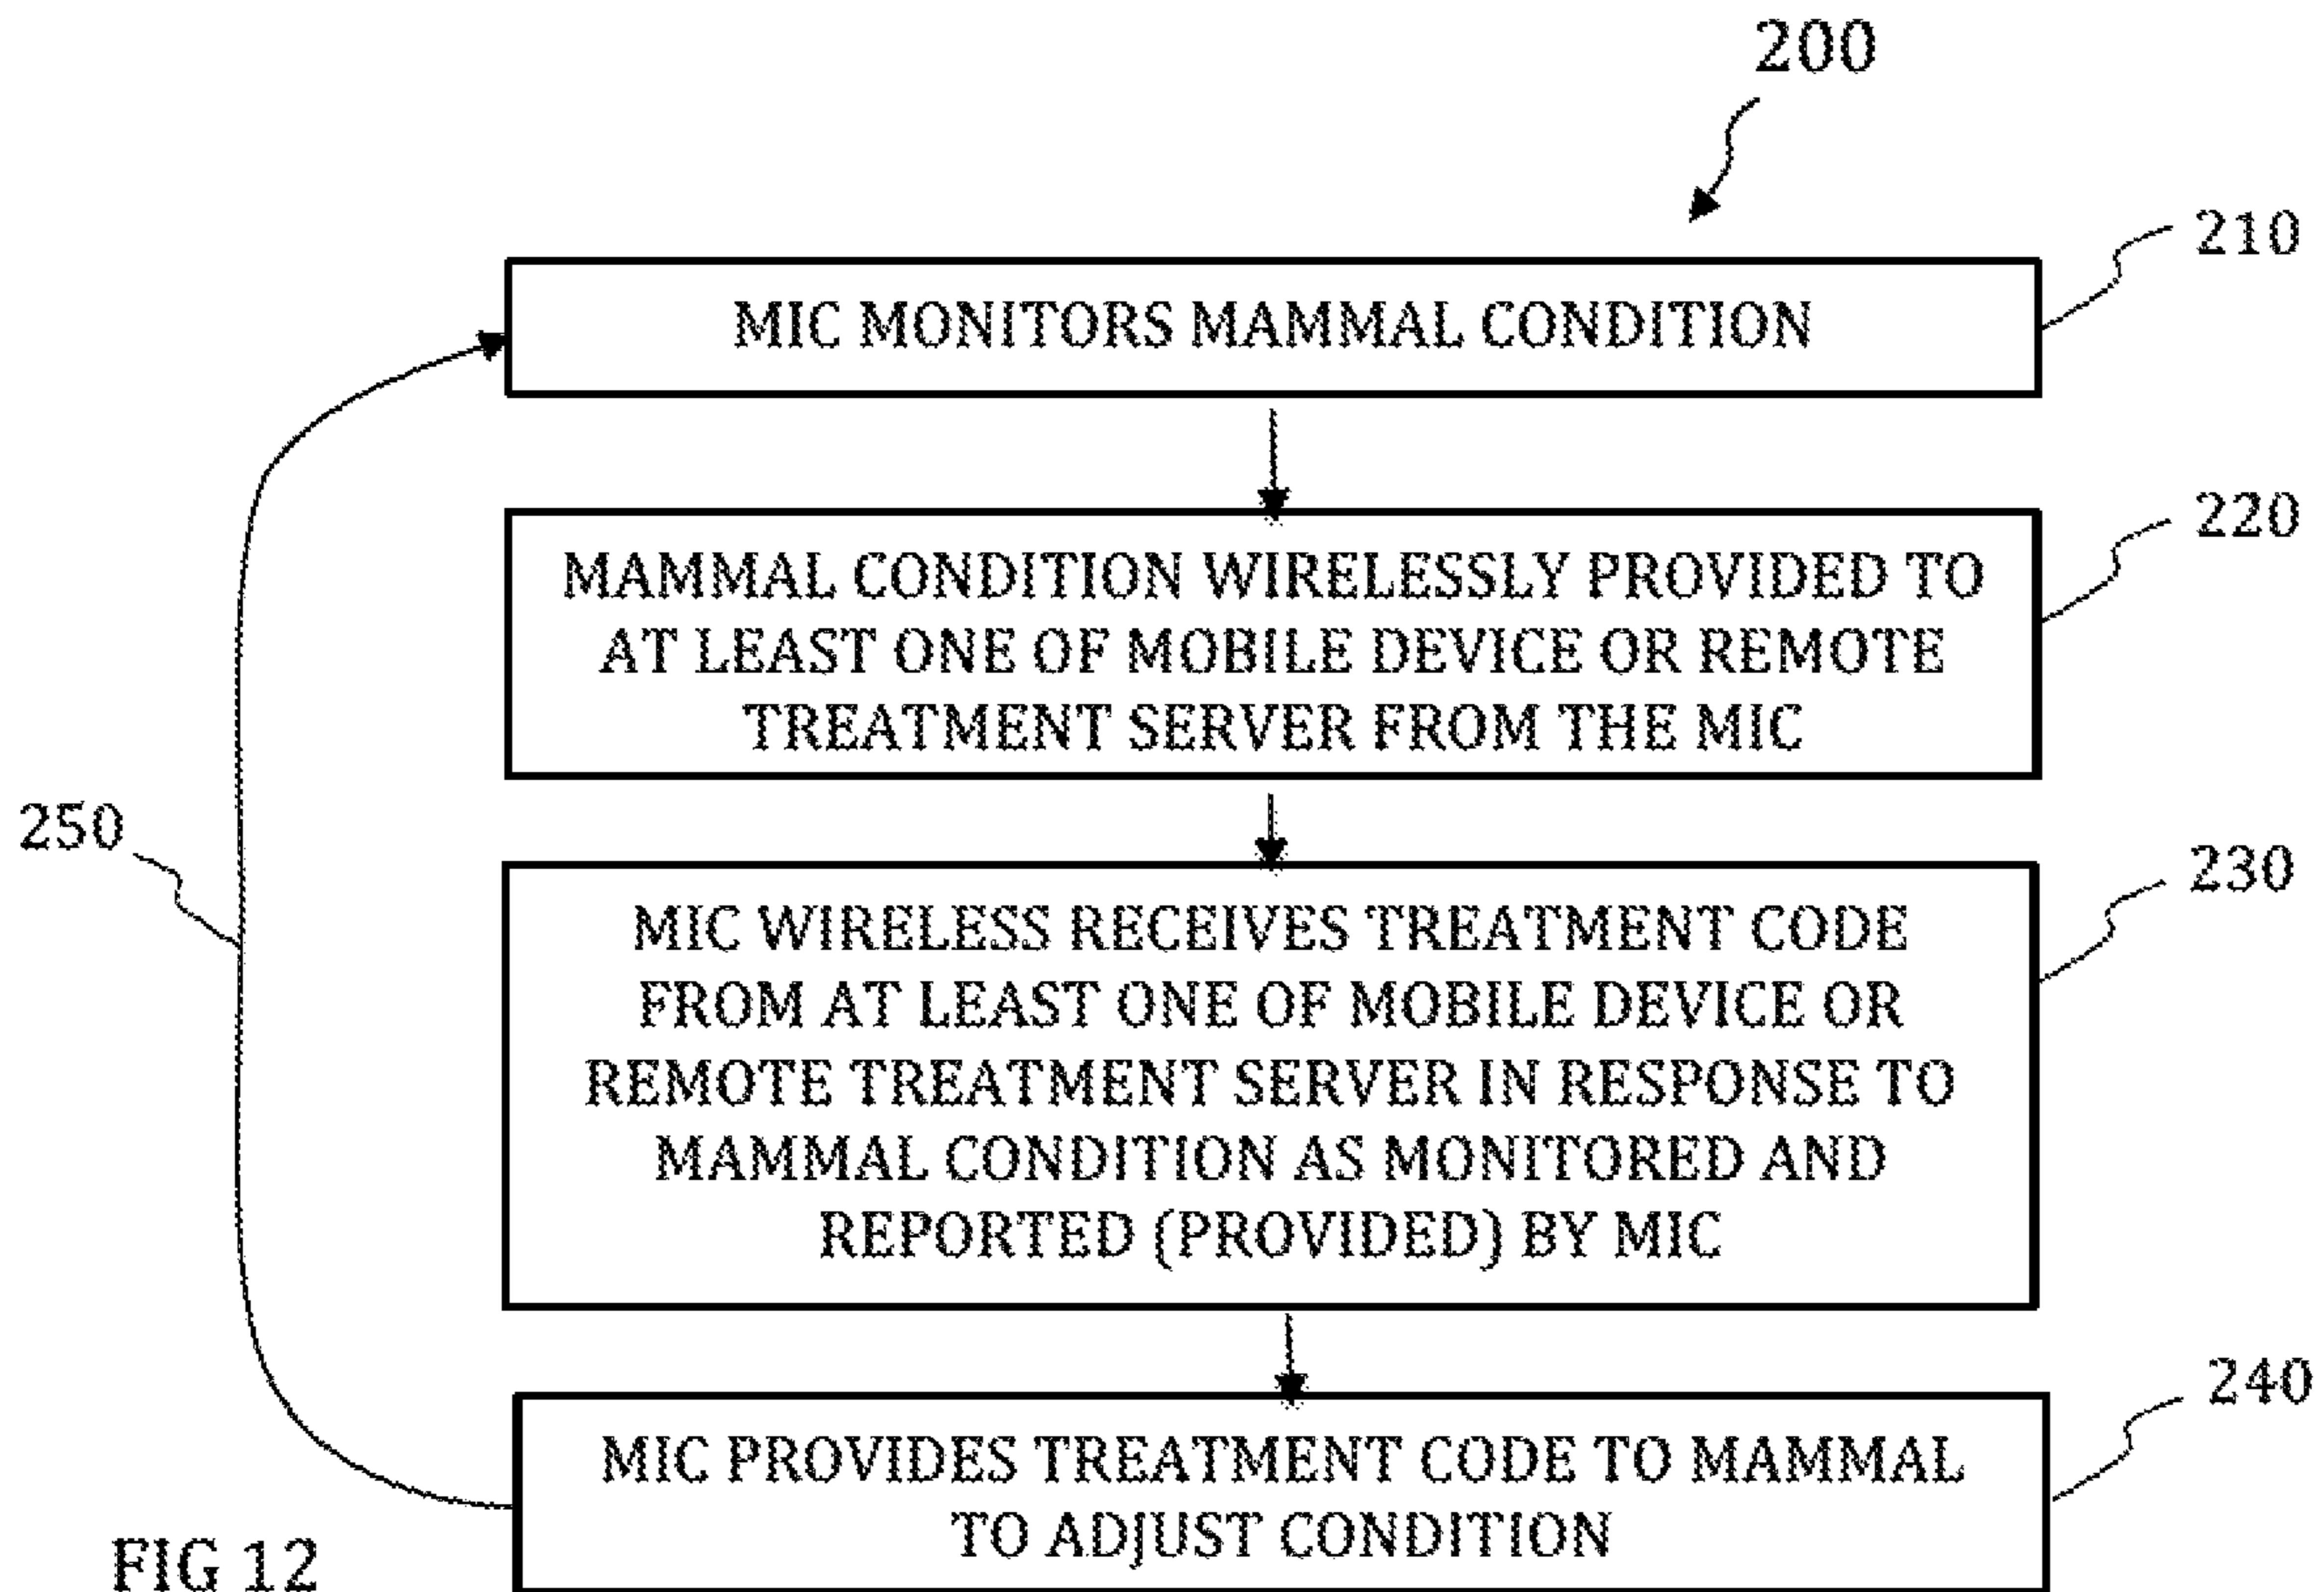 200
210
MIC MONITORS MAMMAL CONDITION
220
MAMMAL CONDITION WIRELESSLY PROVIDED TO
AT LEAST ONE OF MOBILE DEVICE OR REMOTE
TREATMENT SERVER FROM THE MIC
250
230
MIC WIRELESS RECEIVES TREATMENT CODE
FROM AT LEAST ONE OF MOBILE DEVICE OR
REMOTE TREATMENT SERVER IN RESPONSE TO
MAMMAL CONDITION AS MONITORED AND
REPORTED (PROVIDED) BY MIC
240
MIC PROVIDES TREATMENT CODE TO MAMMAL
TO ADJUST CONDITION
FIG 12